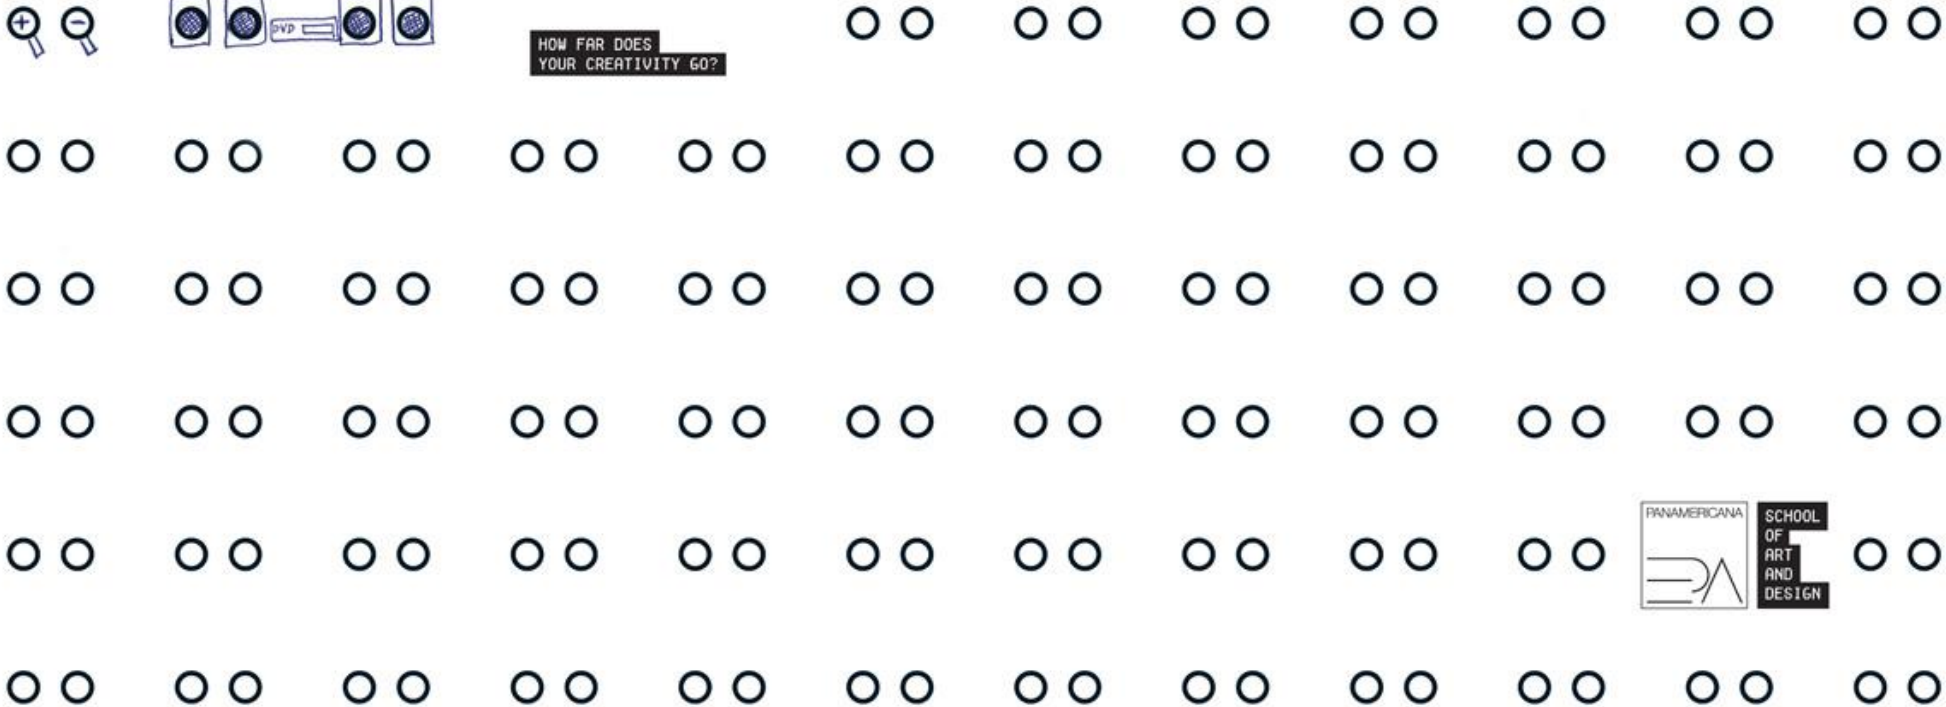 DVD
HOW FAR DOES
YOUR CREATIVITY GO?
PANAMERICANA
SCHOOL
OF
ART
AND
DESIGN